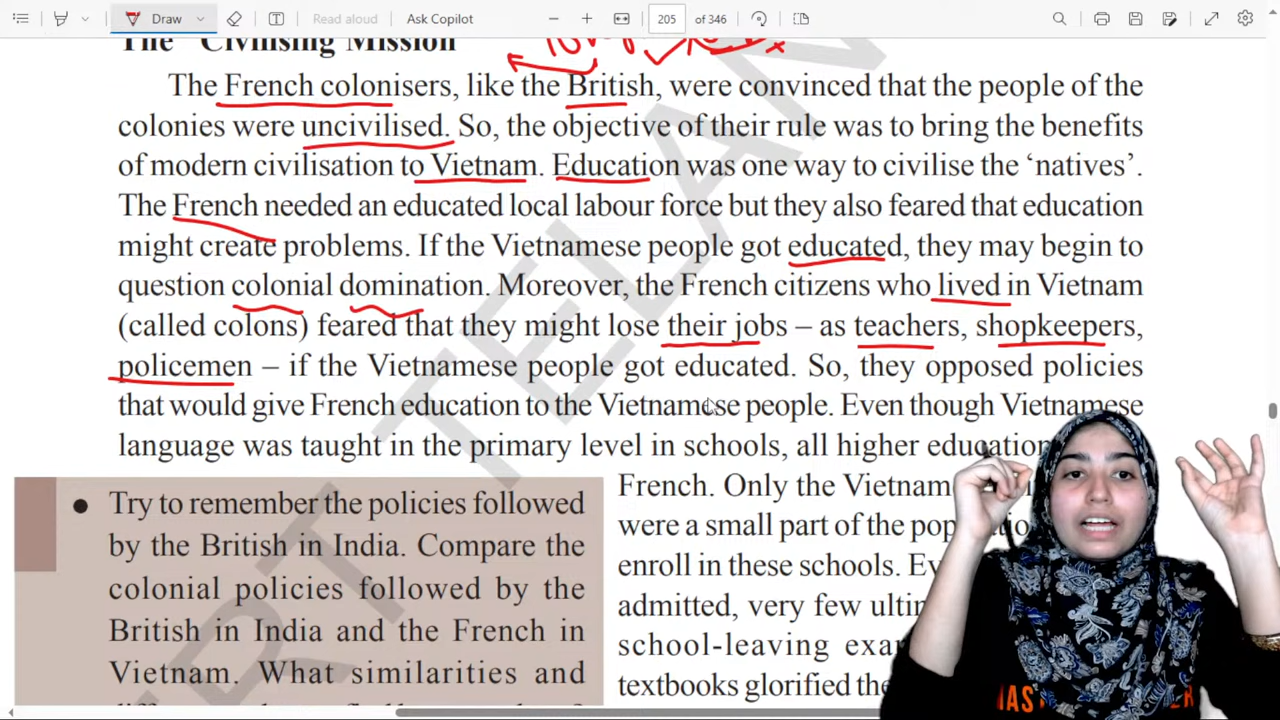 Draw
Read aloud
Ask Copilot
205 of 346
The "Civilising Mission"
The French colonisers, like the British, were convinced that the people of the
colonies were uncivilised. So, the objective of their rule was to bring the benefits
of modern civilisation to Vietnam. Education was one way to civilise the ‘natives’.
The French needed an educated local labour force but they also feared that education
might create problems. If the Vietnamese people got educated, they may begin to
question colonial domination. Moreover, the French citizens who lived in Vietnam
(called colons) feared that they might lose their jobs – as teachers, shopkeepers,
policemen – if the Vietnamese people got educated. So, they opposed policies
that would give French education to the Vietnamese people. Even though Vietnamese
language was taught in the primary level in schools, all higher education
● Try to remember the policies followed
by the British in India. Compare the
colonial policies followed by the
British in India and the French in
Vietnam. What similarities and
French. Only the Vietnam
were a small part of the pop
enroll in these schools. Ev
admitted, very few ultim
school-leaving exa
textbooks glorified the